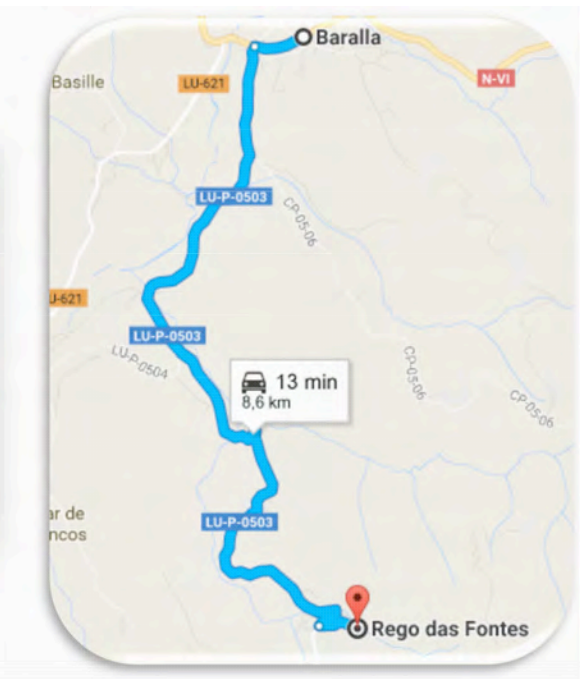 Baralla
Basille
LU-621
N-VI
LU-P-0503
CP-05-06
J-621
LU-P-0503
LU-P-0504
13 min
8,6 km
CP-05-06
CP-05-06
ar de
ncos
LU-P-0503
Rego das Fontes